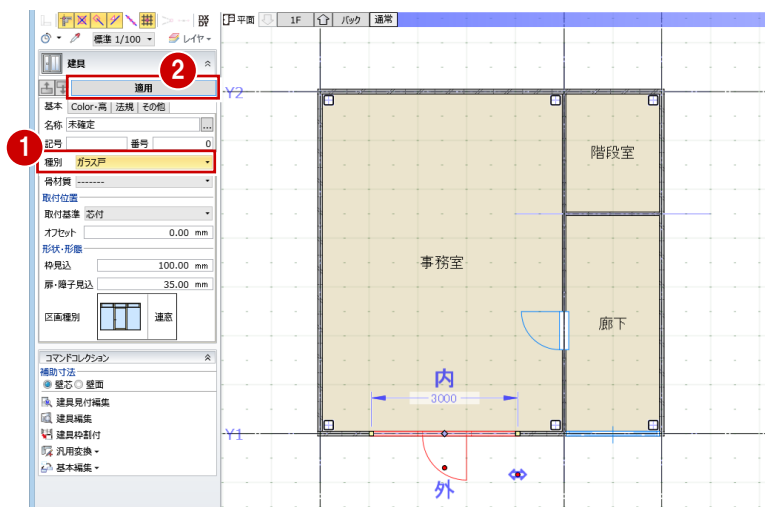 平面 1F バック 通常
標準 1/100 レイヤ
建具
2
適用
基本 Color・高 法規 その他
名称 未確定 ...
1
記号 番号 0
種別 ガラス戸
骨材質 -------
取付位置
取付基準 芯付
オフセット 0.00 mm
形状・形態
枠見込 100.00 mm
扉・障子見込 35.00 mm
区画種別 連窓
コマンドコレクション
補助寸法
壁芯 壁面
建具見付編集
建具編集
建具枠割付
汎用変換
基本編集
Y2
階段室
事務室
廊下
内
3000
Y1
外